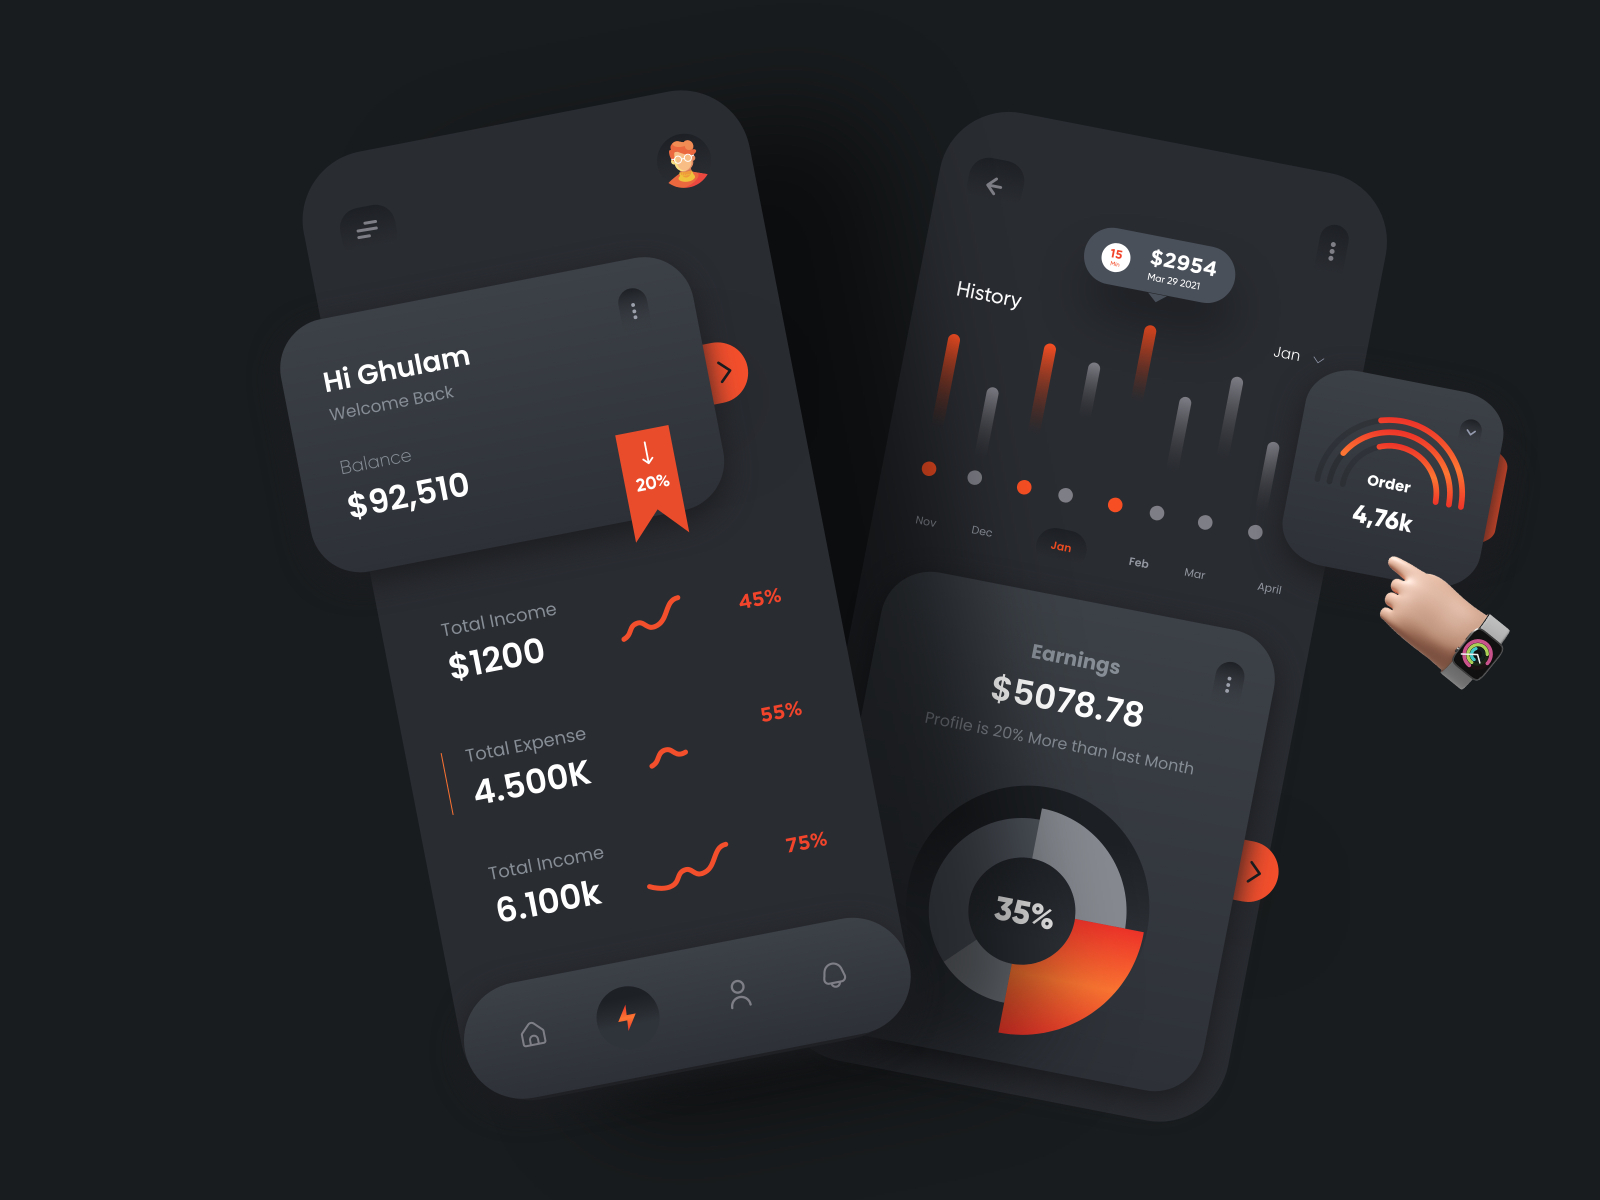 Hi Ghulam
Welcome Back
Balance
$92,510
20%
Total Income
$1200
45%
Total Expense
4.500K
55%
Total Income
6.100k
75%
15
$2954
Mar 29 2021
History
Jan
Nov
Dec
Jan
Feb
Mar
April
Order
4,76k
Earnings
$5078.78
Profile is 20% More than last Month
35%